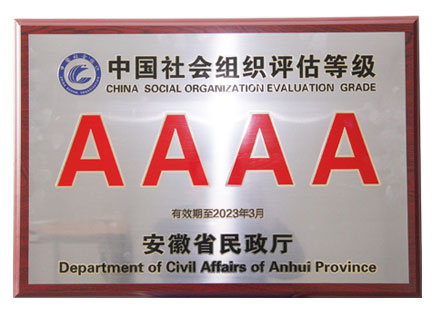 中国社会组织评估等级
CHINA SOCIAL ORGANIZATION EVALUATION GRADE
AAAA
有效期至2023年3月
安徽省民政厅
Department of Civil Affairs of Anhui Province